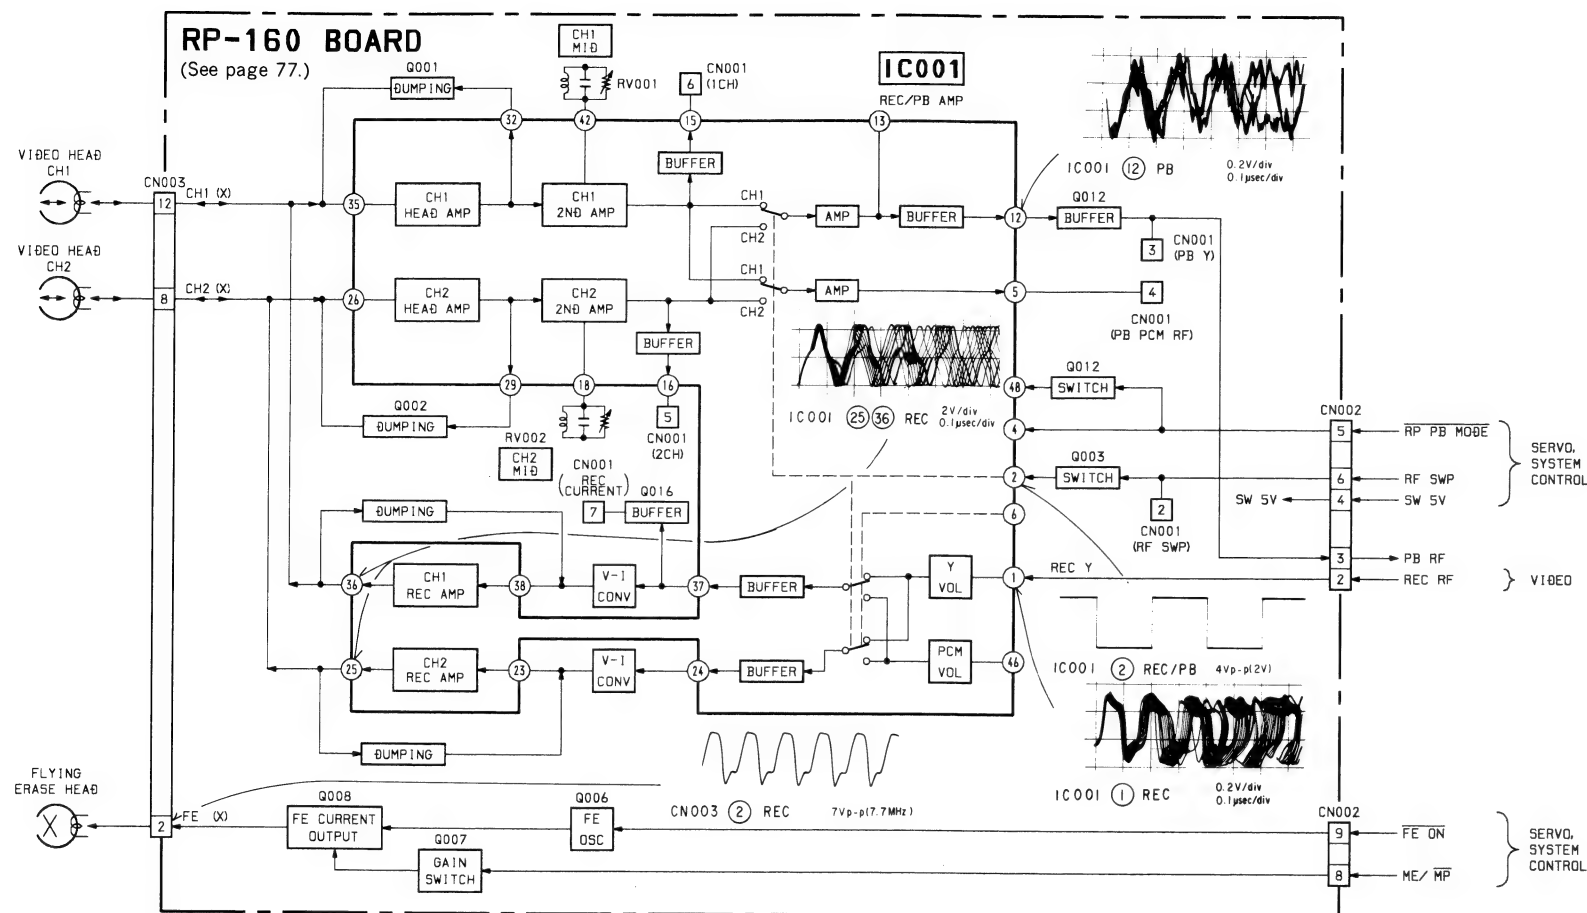 RP-160 BOARD
(See page 77.)
CH1
MID
RV001
Q001
DUMPING
CN001
(1CH)
6
IC001
REC/PB AMP
32
42
15
13
BUFFER
VIDEO HEAD
CH1
CN003
12
CH1 (X)
35
CH1
HEAD AMP
CH1
2ND AMP
CH1
CH2
AMP
BUFFER
12
Q012
BUFFER
3
CN001
(PB Y)
IC001 12 PB
0.2V/div
0.1µsec/div
VIDEO HEAD
CH2
8
CH2 (X)
26
CH2
HEAD AMP
CH2
2ND AMP
CH1
CH2
AMP
5
4
CN001
(PB PCM RF)
BUFFER
29
18
16
Q002
DUMPING
RV002
CH2
MID
5
CN001
(2CH)
IC001 25 36 REC
2V/div
0.1µsec/div
48
Q012
SWITCH
4
CN002
5
RP PB MODE
2
Q003
SWITCH
6
RF SWP
SW 5V
4
SW 5V
SERVO,
SYSTEM
CONTROL
2
CN001
(RF SWP)
6
3
PB RF
2
REC RF
VIDEO
CN001
REC
(CURRENT)
7
Q016
BUFFER
DUMPING
36
CH1
REC AMP
38
V-I
CONV
37
BUFFER
Y
VOL
1
REC Y
25
CH2
REC AMP
23
V-I
CONV
24
BUFFER
PCM
VOL
46
DUMPING
IC001 2 REC/PB
4Vp-p(2V)
IC001 1 REC
0.2V/div
0.1µsec/div
CN003 2 REC
7Vp-p(7.7MHz)
FLYING
ERASE HEAD
2
FE (X)
Q008
FE CURRENT
OUTPUT
Q006
FE
OSC
Q007
GAIN
SWITCH
CN002
9
FE ON
8
ME/ MP
SERVO,
SYSTEM
CONTROL